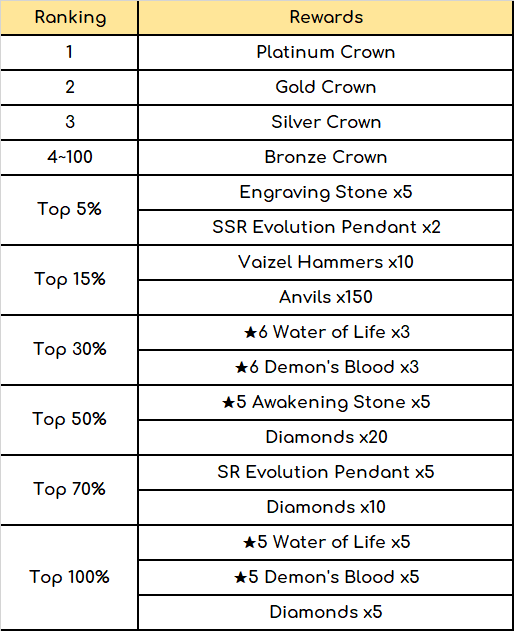 Ranking Rewards
1 Platinum Crown
2 Gold Crown
3 Silver Crown
4~100 Bronze Crown
Top 5%
Engraving Stone x5
SSR Evolution Pendant x2
Top 15%
Vaizel Hammers x10
Anvils x150
Top 30%
★6 Water of Life x3
★6 Demon's Blood x3
Top 50%
★5 Awakening Stone x5
Diamonds x20
Top 70%
SR Evolution Pendant x5
Diamonds x10
Top 100%
★5 Water of Life x5
★5 Demon's Blood x5
Diamonds x5